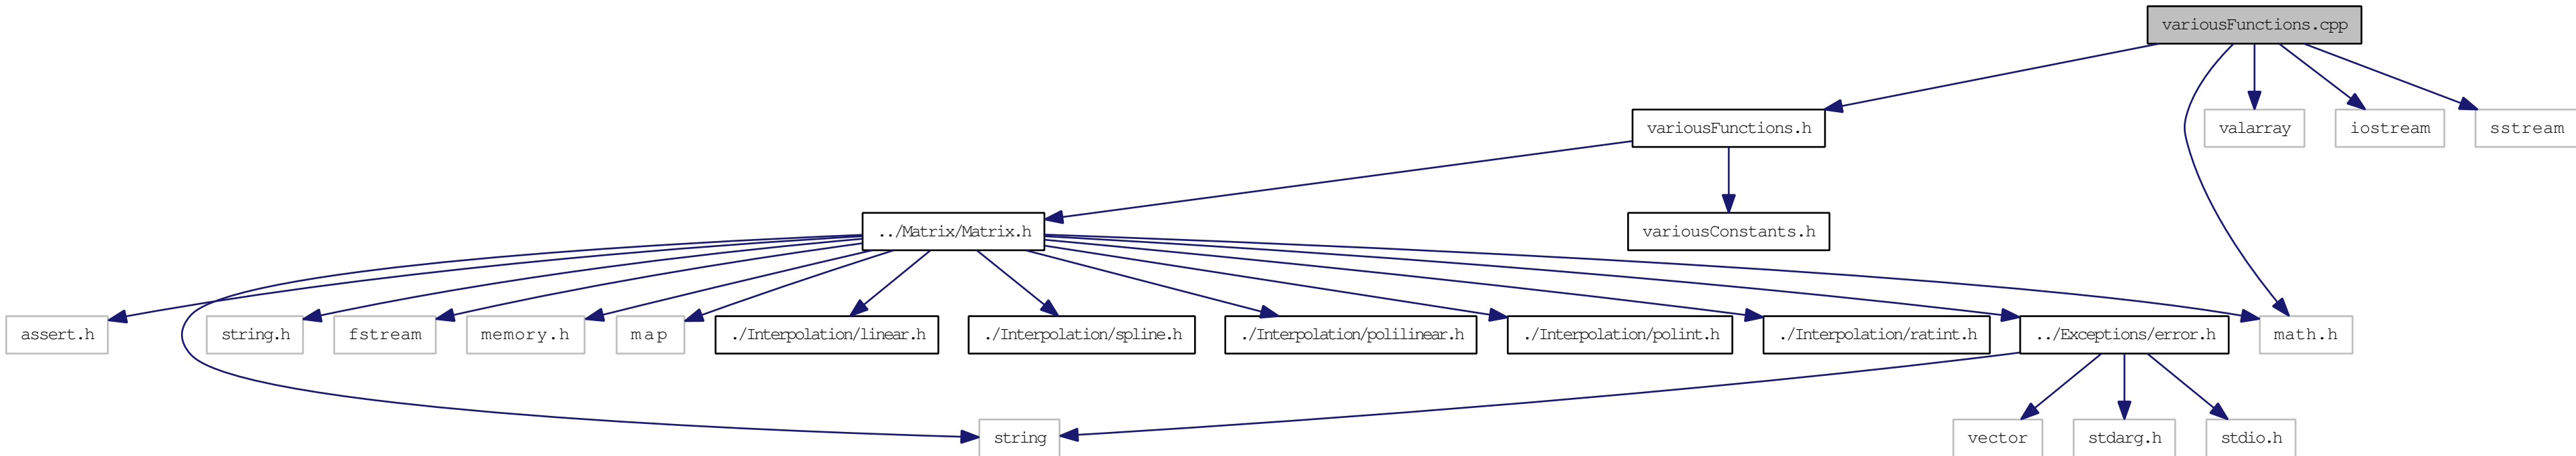 variousFunctions.cpp
variousFunctions.h
valarray
iostream
sstream
../Matrix/Matrix.h
variousConstants.h
assert.h
string.h
fstream
memory.h
map
./Interpolation/linear.h
./Interpolation/spline.h
./Interpolation/polilinear.h
./Interpolation/polint.h
./Interpolation/ratint.h
../Exceptions/error.h
math.h
string
vector
stdarg.h
stdio.h